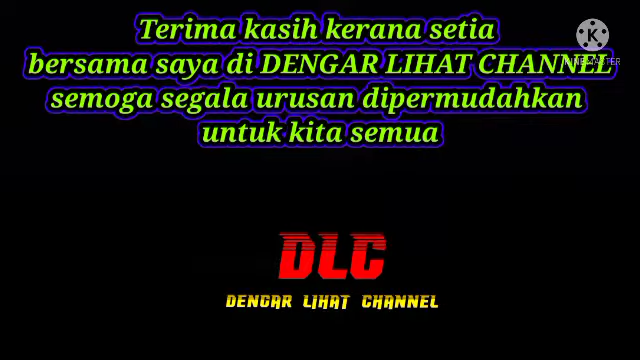 Terima kasih kerana setia
bersama saya di DENGAR LIHAT CHANNEL
semoga segala urusan dipermudahkan
untuk kita semua
KINEMASTER
DLC
DENGAR LIHAT CHANNEL